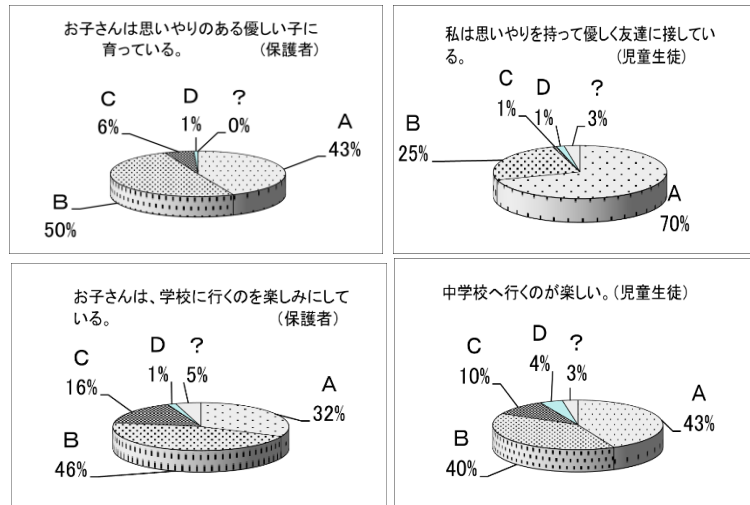 お子さんは思いやりのある優しい子に
育っている。 (保護者)
C
6%
D
1%
?
0%
A
43%
B
50%
私は思いやりを持って優しく友達に接してい
る。 (児童生徒)
C
1%
D
1%
?
3%
B
25%
A
70%
お子さんは、学校に行くのを楽しみにして
いる。 (保護者)
C
16%
D
1%
?
5%
A
32%
B
46%
中学校へ行くのが楽しい。(児童生徒)
C
10%
D
4%
?
3%
A
43%
B
40%